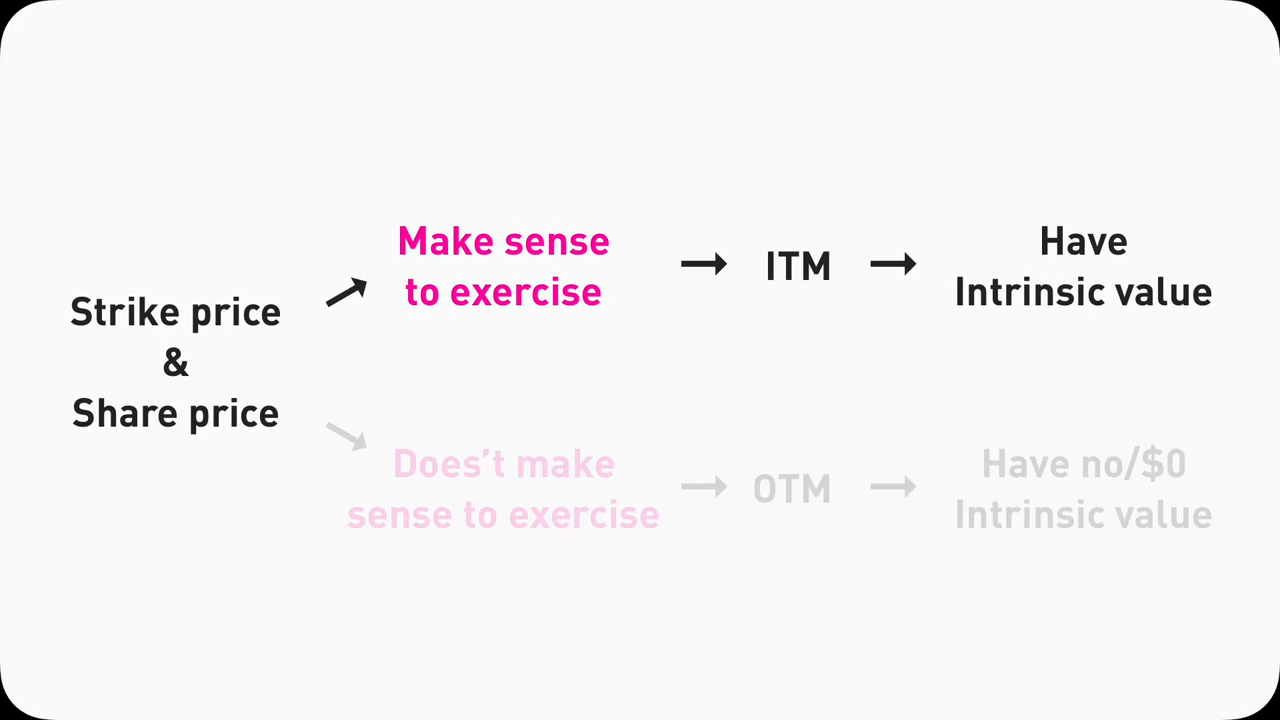 Strike price
&
Share price
Make sense
to exercise
ITM
Have
Intrinsic value
Does't make
sense to exercise
OTM
Have no/$0
Intrinsic value